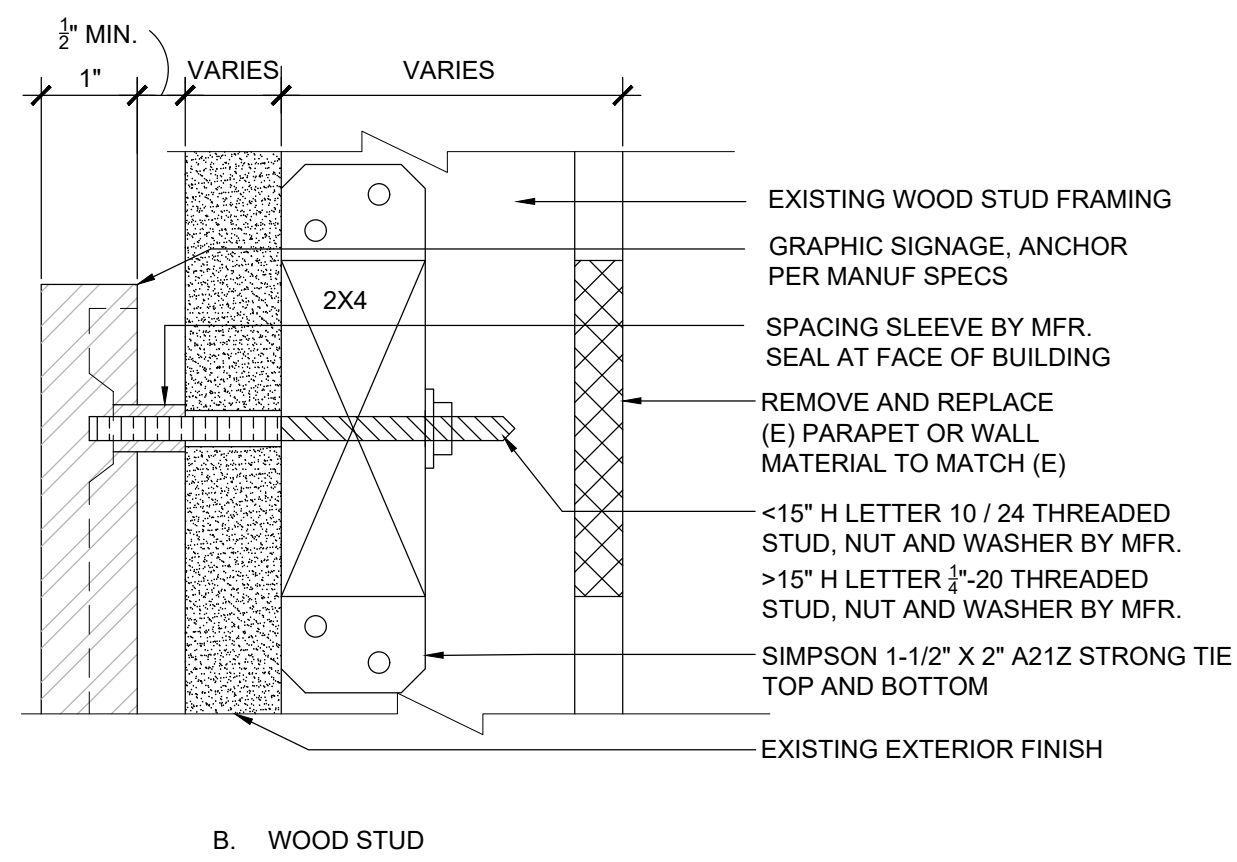 ½" MIN.
1"
VARIES
VARIES
EXISTING WOOD STUD FRAMING
GRAPHIC SIGNAGE, ANCHOR
PER MANUF SPECS
2X4
SPACING SLEEVE BY MFR.
SEAL AT FACE OF BUILDING
REMOVE AND REPLACE
(E) PARAPET OR WALL
MATERIAL TO MATCH (E)
<15" H LETTER 10 / 24 THREADED
STUD, NUT AND WASHER BY MFR.
>15" H LETTER ¼"-20 THREADED
STUD, NUT AND WASHER BY MFR.
SIMPSON 1-1/2" X 2" A21Z STRONG TIE
TOP AND BOTTOM
EXISTING EXTERIOR FINISH
B. WOOD STUD